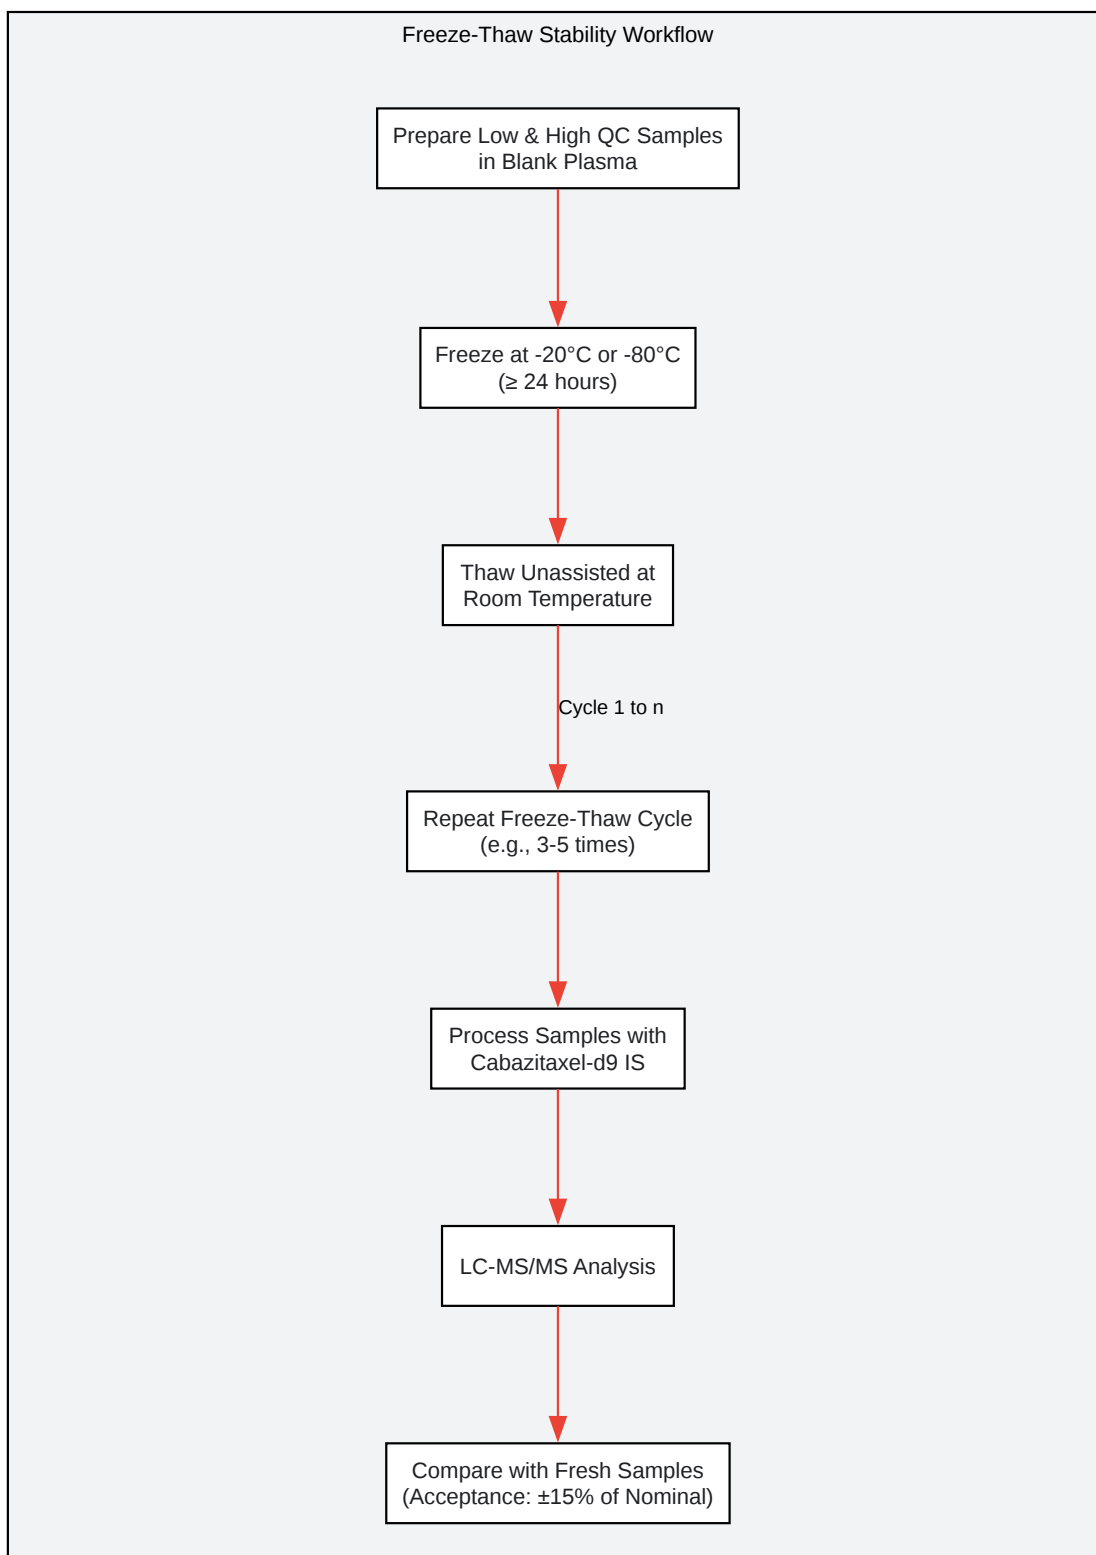 Freeze-Thaw Stability Workflow
Prepare Low & High QC Samples
in Blank Plasma
Freeze at -20°C or -80°C
(≥ 24 hours)
Thaw Unassisted at
Room Temperature
Cycle 1 to n
Repeat Freeze-Thaw Cycle
(e.g., 3-5 times)
Process Samples with
Cabazitaxel-d9 IS
LC-MS/MS Analysis
Compare with Fresh Samples
(Acceptance: ±15% of Nominal)